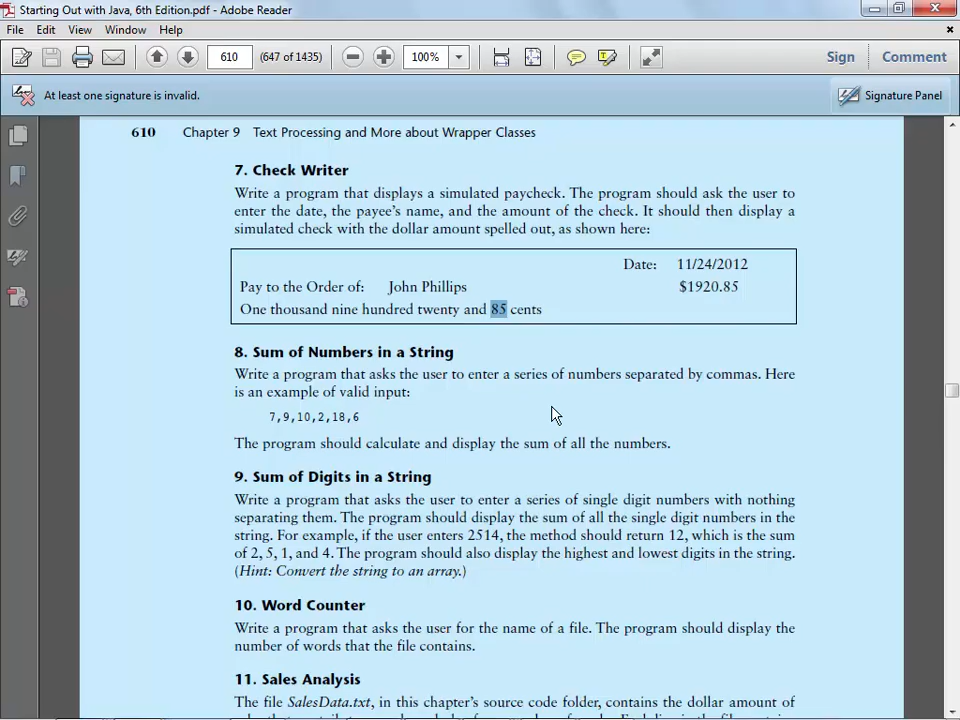 Starting Out with Java, 6th Edition.pdf - Adobe Reader
File Edit View Window Help
610 (647 of 1435) 100% Sign Comment
At least one signature is invalid. Signature Panel
610 Chapter 9 Text Processing and More about Wrapper Classes
7. Check Writer
Write a program that displays a simulated paycheck. The program should ask the user to
enter the date, the payee's name, and the amount of the check. It should then display a
simulated check with the dollar amount spelled out, as shown here:
Date: 11/24/2012
Pay to the Order of: John Phillips $1920.85
One thousand nine hundred twenty and 85 cents
8. Sum of Numbers in a String
Write a program that asks the user to enter a series of numbers separated by commas. Here
is an example of valid input:
7,9,10,2,18,6
The program should calculate and display the sum of all the numbers.
9. Sum of Digits in a String
Write a program that asks the user to enter a series of single digit numbers with nothing
separating them. The program should display the sum of all the single digit numbers in the
string. For example, if the user enters 2514, the method should return 12, which is the sum
of 2, 5, 1, and 4. The program should also display the highest and lowest digits in the string.
(Hint: Convert the string to an array.)
10. Word Counter
Write a program that asks the user for the name of a file. The program should display the
number of words that the file contains.
11. Sales Analysis
The file SalesData.txt, in this chapter's source code folder, contains the dollar amount of